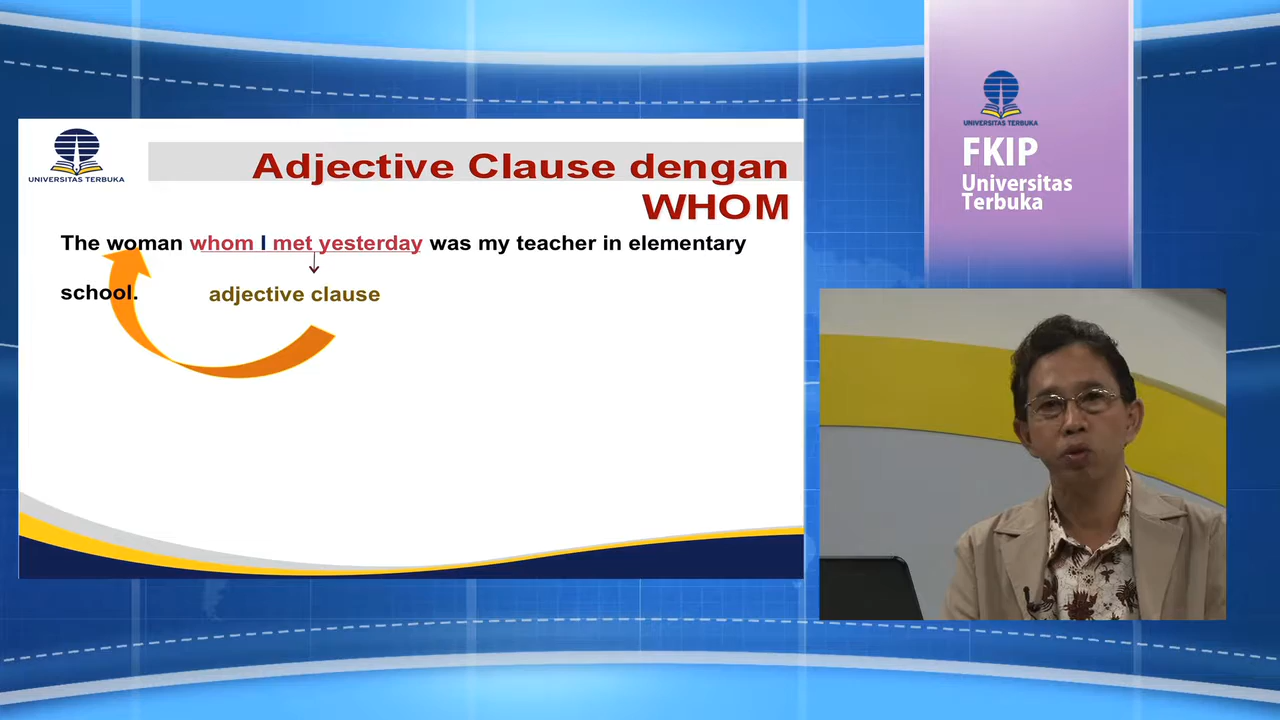 UNIVERSITAS TERBUKA
Adjective Clause dengan
WHOM
The woman whom I met yesterday was my teacher in elementary
school.
adjective clause
UNIVERSITAS TERBUKA
FKIP
Universitas
Terbuka